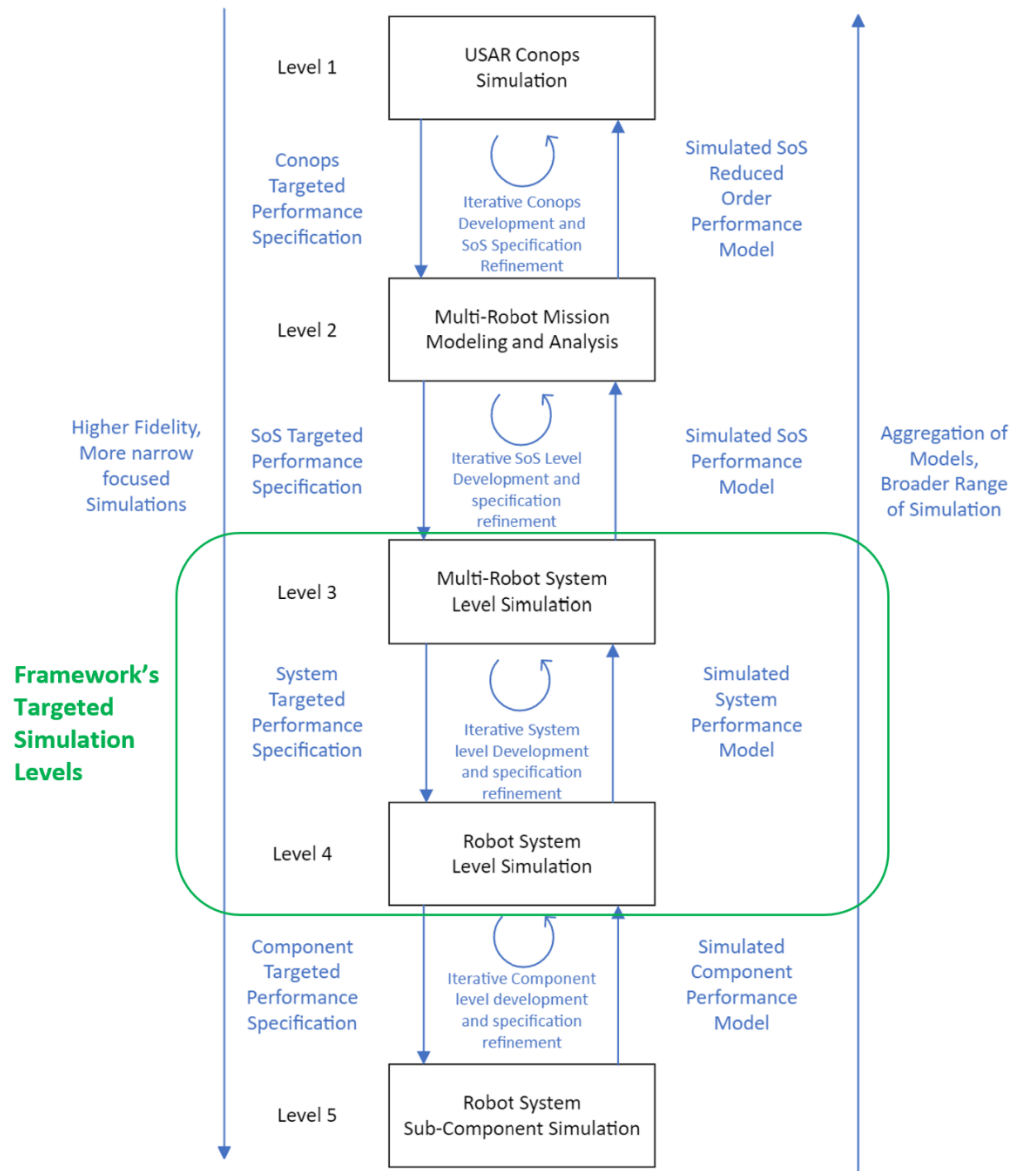 Level 1
USAR Conops
Simulation
Conops
Targeted
Performance
Specification
Iterative Conops
Development and
SoS Specification
Refinement
Simulated SoS
Reduced
Order
Performance
Model
Level 2
Multi-Robot Mission
Modeling and Analysis
Higher Fidelity,
More narrow
focused
Simulations
SoS Targeted
Performance
Specification
Iterative SoS Level
Development and
specification
refinement
Simulated SoS
Performance
Model
Aggregation of
Models,
Broader Range
of Simulation
Level 3
Multi-Robot System
Level Simulation
Framework's
Targeted
Simulation
Levels
System
Targeted
Performance
Specification
Iterative System
level Development
and specification
refinement
Simulated
System
Performance
Model
Level 4
Robot System
Level Simulation
Component
Targeted
Performance
Specification
Iterative Component
level development
and specification
refinement
Simulated
Component
Performance
Model
Level 5
Robot System
Sub-Component Simulation